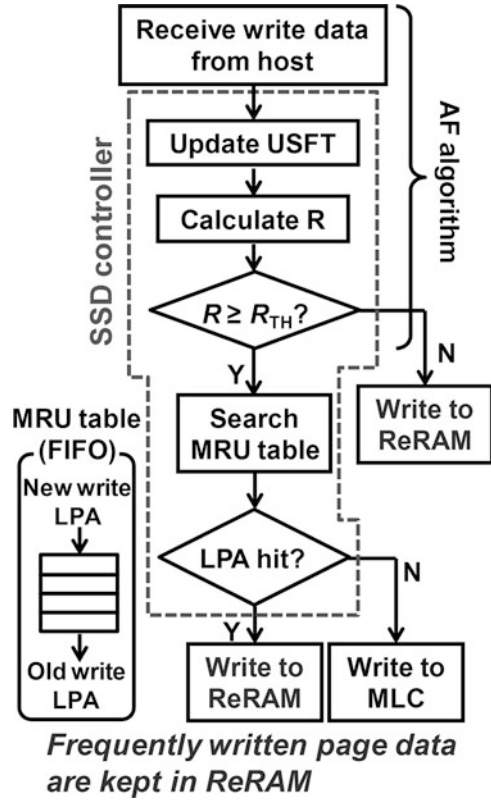 Receive write data
from host
Update USFT
Calculate R
R ≥ RTH?
N
Y
Write to
ReRAM
Search
MRU table
LPA hit?
N
Y
Write to
ReRAM
Write to
MLC
SSD controller
AF algorithm
MRU table
(FIFO)
New write
LPA
Old write
LPA
Frequently written page data
are kept in ReRAM